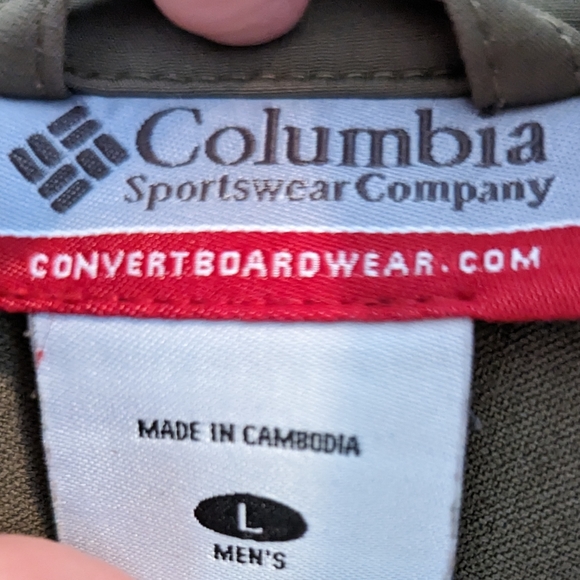 Columbia
Sportswear Company
CONVERTBOARDWEAR.COM
MADE IN CAMBODIA
L
MEN'S